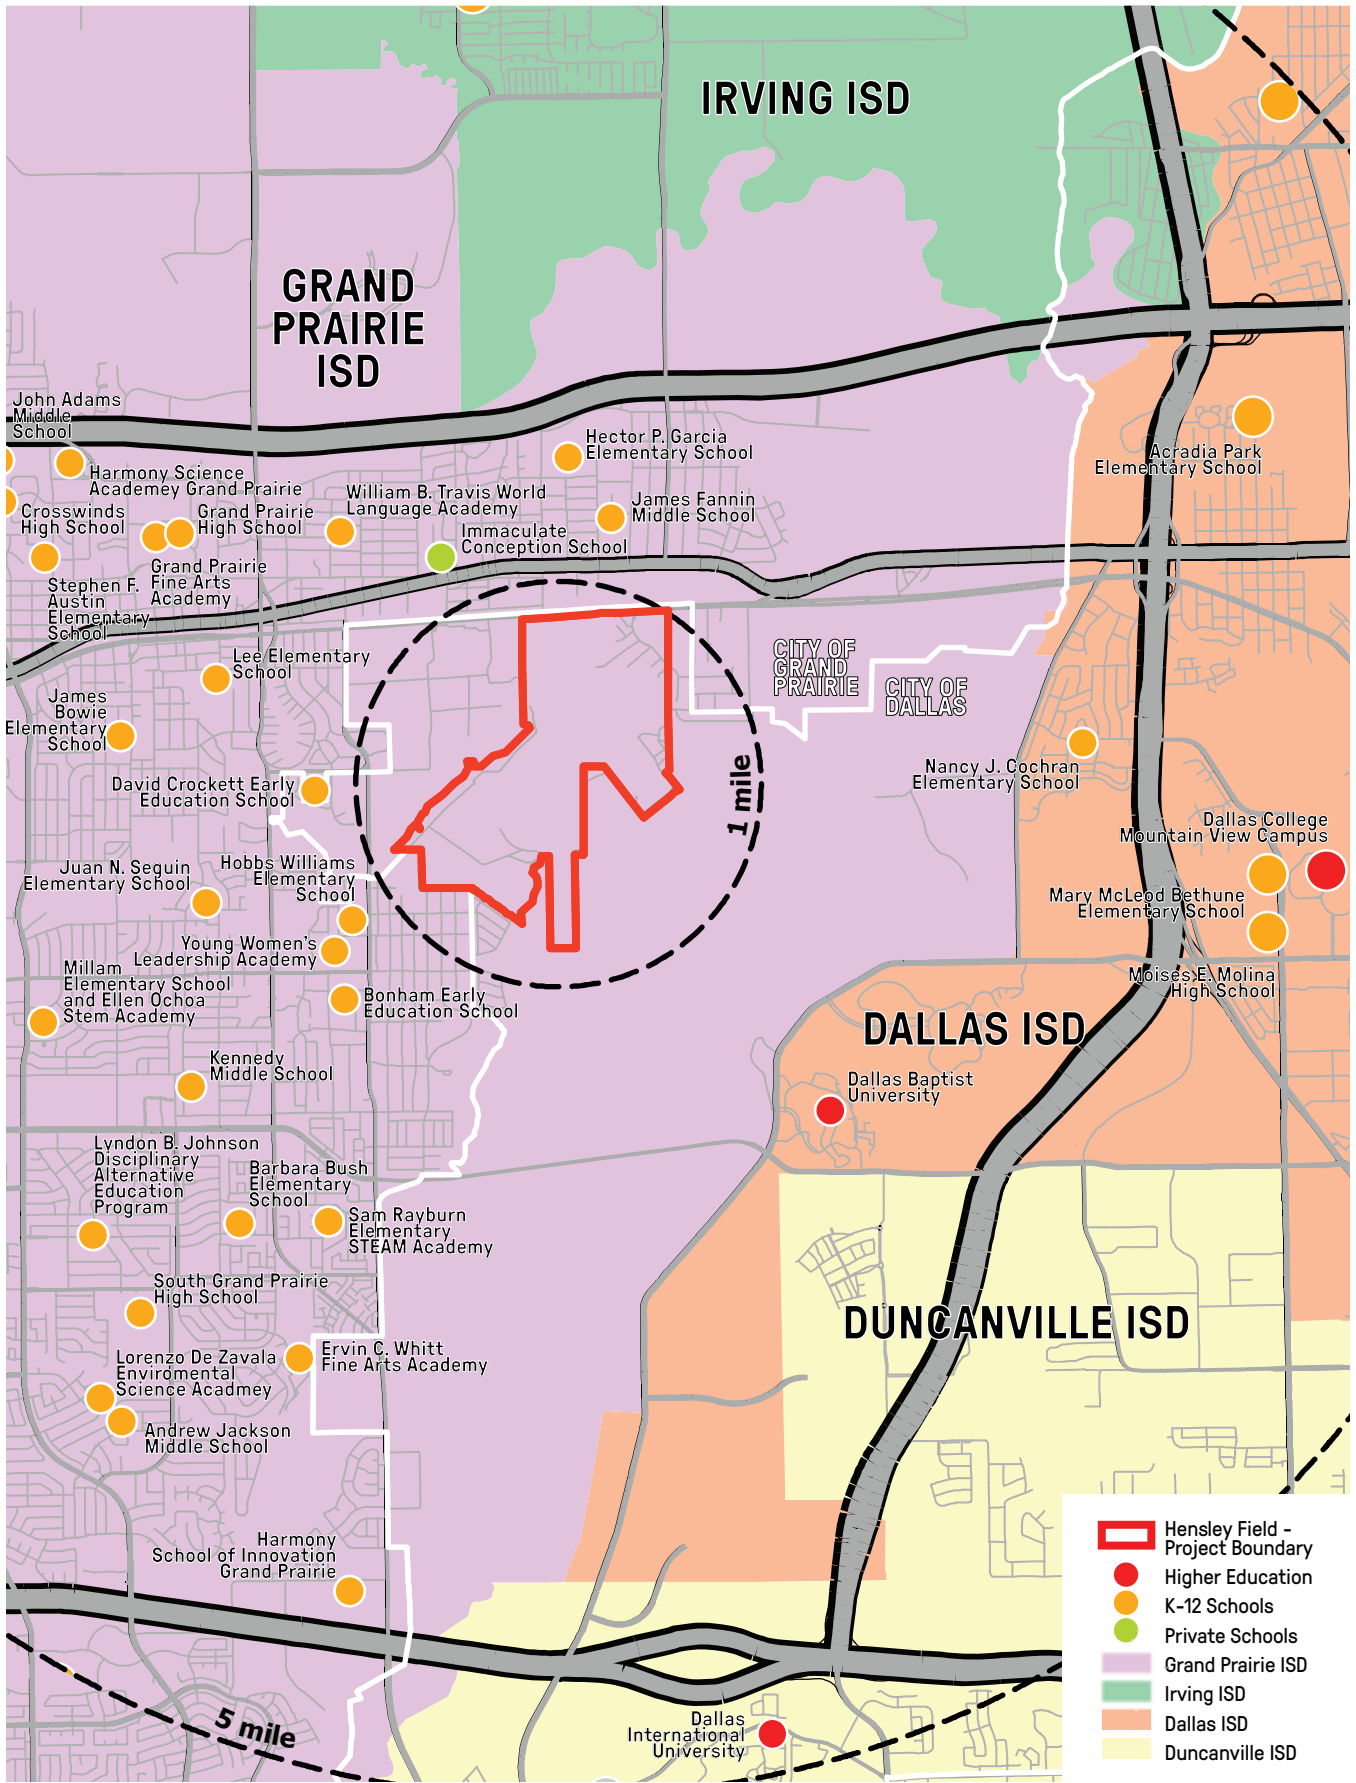 IRVING ISD
GRAND
PRAIRIE
ISD
John Adams
Middle
School
Harmony Science
Academey Grand Prairie
Crosswinds
High School
Grand Prairie
High School
William B. Travis World
Language Academy
Hector P. Garcia
Elementary School
James Fannin
Middle School
Immaculate
Conception School
Acradia Park
Elementary School
Stephen F.
Austin
Elementary
School
Grand Prairie
Fine Arts
Academy
Lee Elementary
School
James
Bowie
Elementary
School
CITY OF
GRAND
PRAIRIE
CITY OF
DALLAS
1 mile
Nancy J. Cochran
Elementary School
David Crockett Early
Education School
Dallas College
Mountain View Campus
Juan N. Seguin
Elementary School
Hobbs Williams
Elementary
School
Mary McLeod Bethune
Elementary School
Young Women's
Leadership Academy
Millam
Elementary School
and Ellen Ochoa
Stem Academy
Bonham Early
Education School
Moises E. Molina
High School
DALLAS ISD
Kennedy
Middle School
Dallas Baptist
University
Lyndon B. Johnson
Disciplinary
Alternative
Education
Program
Barbara Bush
Elementary
School
Sam Rayburn
Elementary
STEAM Academy
South Grand Prairie
High School
DUNCANVILLE ISD
Ervin C. Whitt
Fine Arts Academy
Lorenzo De Zavala
Enviromental
Science Acadmey
Andrew Jackson
Middle School
Harmony
School of Innovation
Grand Prairie
5 mile
Dallas
International
University
Hensley Field -
Project Boundary
Higher Education
K-12 Schools
Private Schools
Grand Prairie ISD
Irving ISD
Dallas ISD
Duncanville ISD